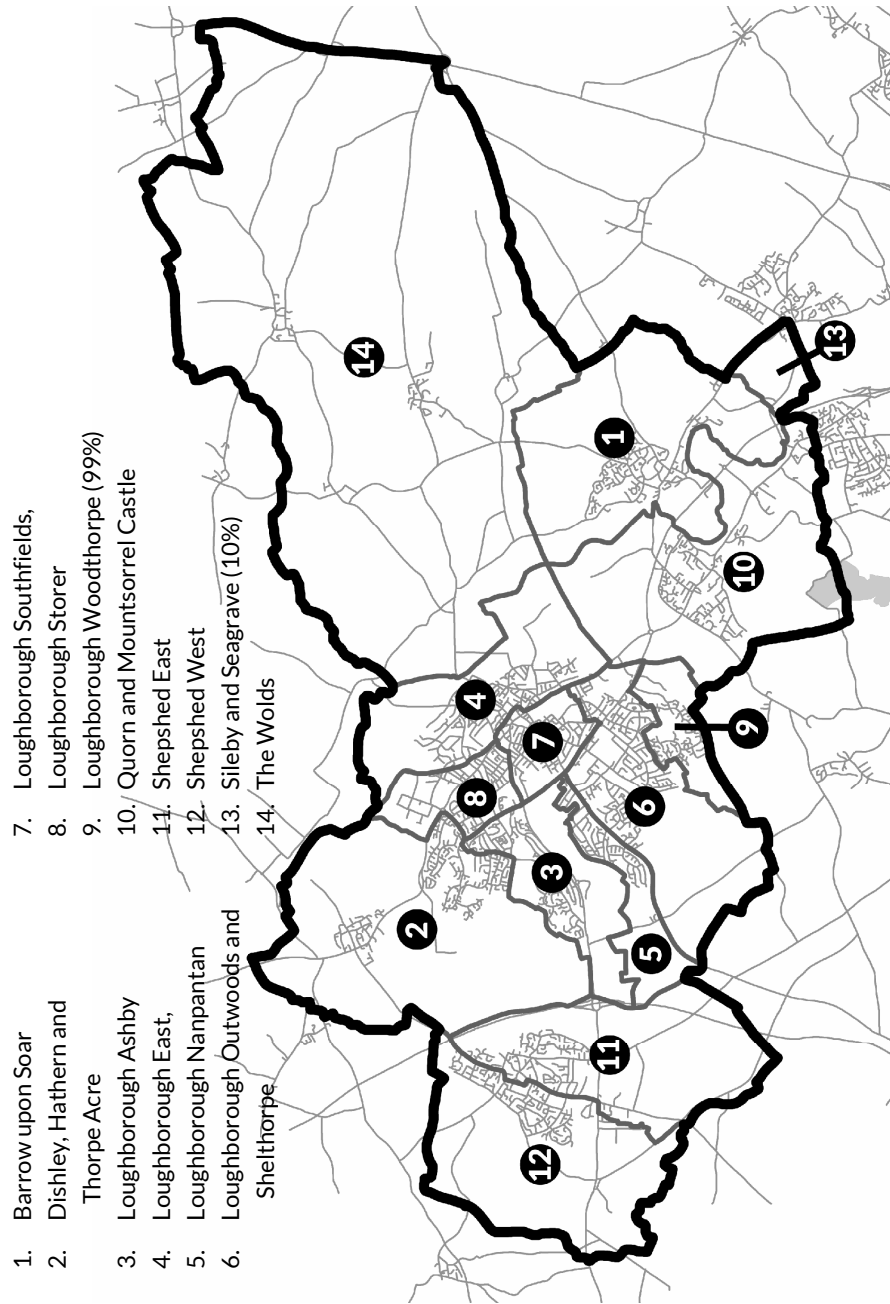 1. Barrow upon Soar
2. Dishley, Hathern and
Thorpe Acre
3. Loughborough Ashby
4. Loughborough East,
5. Loughborough Nanpantan
6. Loughborough Outwoods and
Shelthorpe
7. Loughborough Southfields,
8. Loughborough Storer
9. Loughborough Woodthorpe (99%)
10. Quorn and Mountsorrel Castle
11. Shepshed East
12. Shepshed West
13. Sileby and Seagrave (10%)
14. The Wolds
14
2
4
8
7
3
1
12
11
5
6
9
10
13